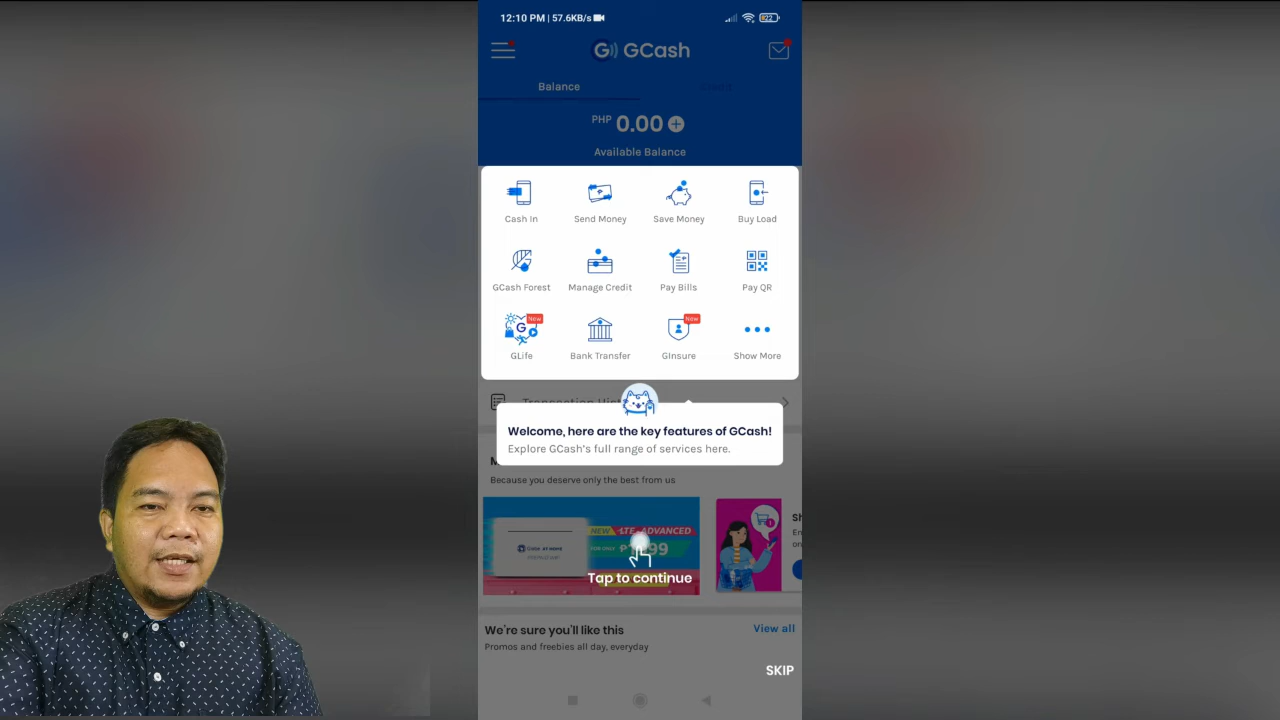 12:10 PM | 57.6KB/s
22
GCash
Balance
PHP 0.00
Available Balance
Cash In
Send Money
Save Money
Buy Load
GCash Forest
Manage Credit
Pay Bills
Pay QR
New
New
GLife
Bank Transfer
GInsure
Show More
Welcome, here are the key features of GCash!
Explore GCash's full range of services here.
Because you deserve only the best from us
NEW LTE-ADVANCED
FOR ONLY
Tap to continue
We're sure you'll like this
View all
Promos and freebies all day, everyday
SKIP